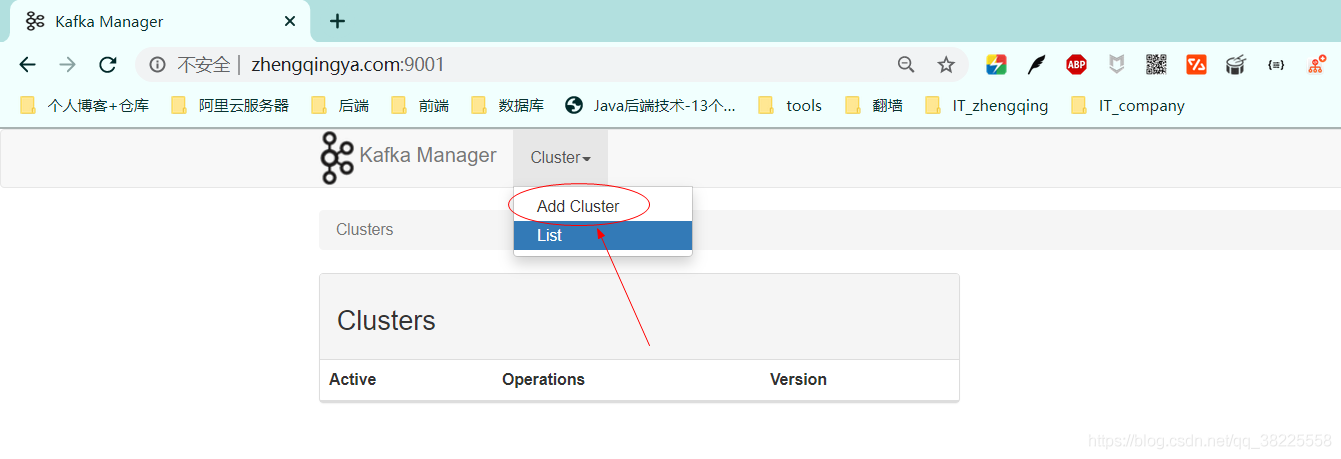 Kafka Manager
不安全 | zhengqingya.com:9001
ABP
个人博客+仓库 阿里云服务器 后端 前端 数据库 Java后端技术-13个... tools 翻墙 IT_zhengqing IT_company
Kafka Manager Cluster
Add Cluster
List
Clusters
Clusters
Active Operations Version
https://blog.csdn.net/qq_38225558